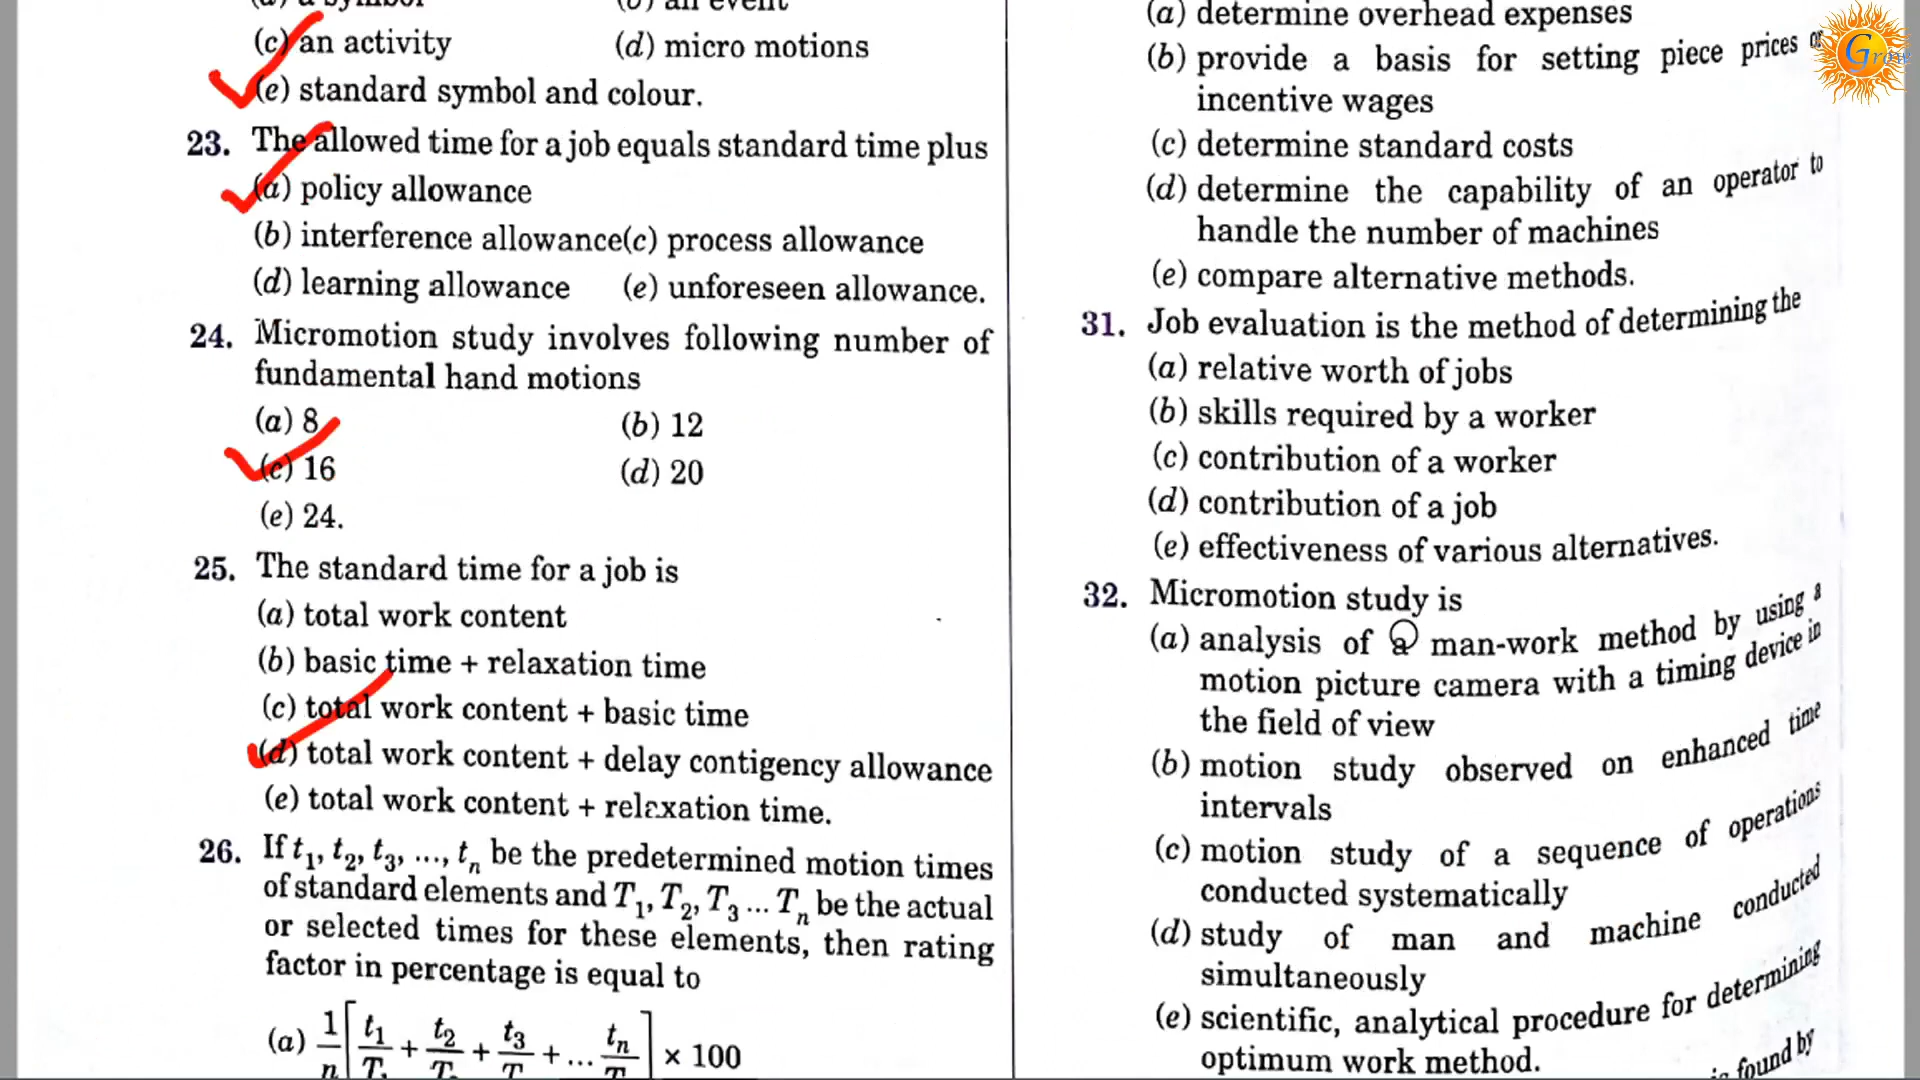 (c) an activity (d) micro motions
(e) standard symbol and colour.
23. The allowed time for a job equals standard time plus
(a) policy allowance
(b) interference allowance(c) process allowance
(d) learning allowance (e) unforeseen allowance.
24. Micromotion study involves following number of
fundamental hand motions
(a) 8 (b) 12
(c) 16 (d) 20
(e) 24.
25. The standard time for a job is
(a) total work content
(b) basic time + relaxation time
(c) total work content + basic time
(d) total work content + delay contigency allowance
(e) total work content + relaxation time.
26. If t₁, t₂, t₃, ..., tₙ be the predetermined motion times
of standard elements and T₁, T₂, T₃ ... Tₙ be the actual
or selected times for these elements, then rating
factor in percentage is equal to
(a) 1/n [t₁/T₁ + t₂/T + t₃/T + ... tₙ/T] × 100
(a) determine overhead expenses
(b) provide a basis for setting piece prices or
incentive wages
(c) determine standard costs
(d) determine the capability of an operator to
handle the number of machines
(e) compare alternative methods.
31. Job evaluation is the method of determining the
(a) relative worth of jobs
(b) skills required by a worker
(c) contribution of a worker
(d) contribution of a job
(e) effectiveness of various alternatives.
32. Micromotion study is
(a) analysis of a man-work method by using a
motion picture camera with a timing device in
the field of view
(b) motion study observed on enhanced time
intervals
(c) motion study of a sequence of operations
conducted systematically
(d) study of man and machine conducted
simultaneously
(e) scientific, analytical procedure for determining
optimum work method.
is found by
Grow